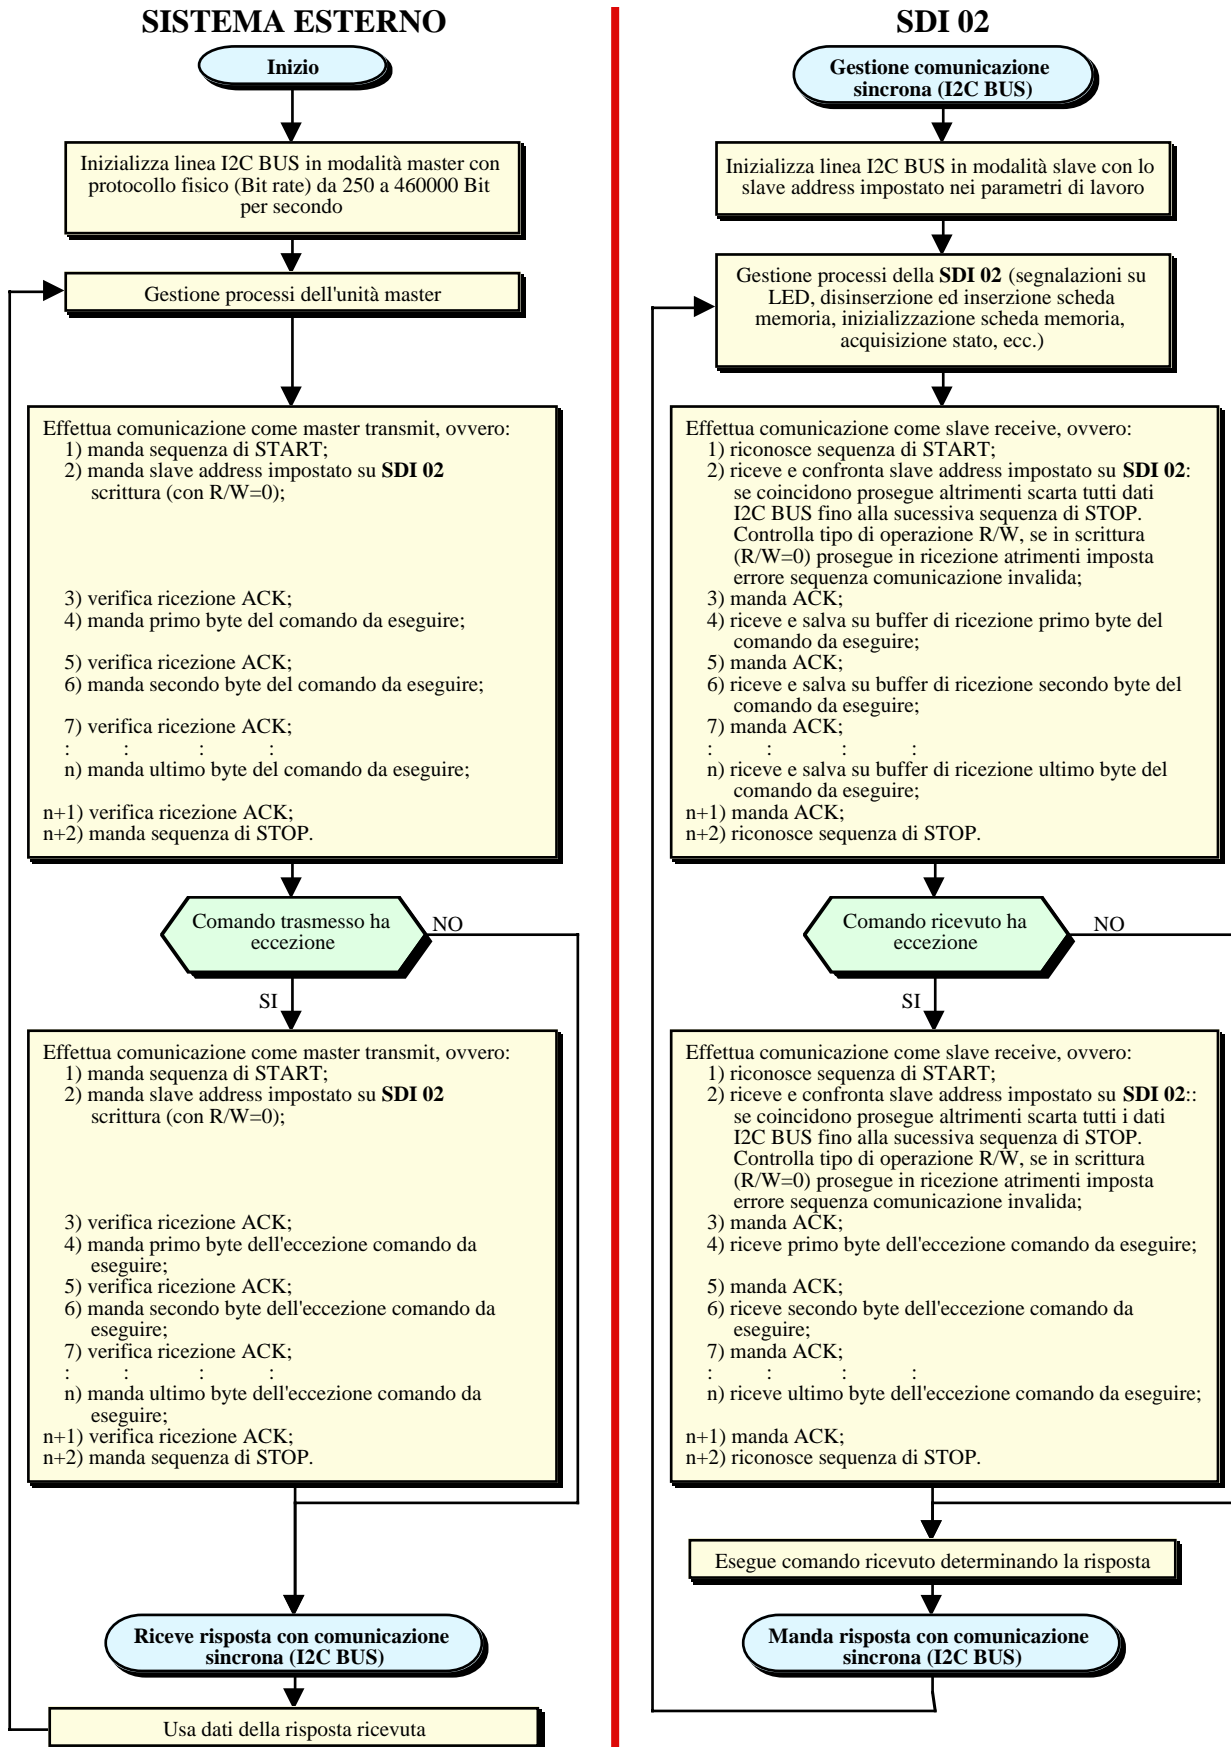 SISTEMA ESTERNO
Inizio
Inizializza linea I2C BUS in modalità master con
protocollo fisico (Bit rate) da 250 a 460000 Bit
per secondo
Gestione processi dell'unità master
Effettua comunicazione come master transmit, ovvero:
1) manda sequenza di START;
2) manda slave address impostato su SDI 02
scrittura (con R/W=0);
3) verifica ricezione ACK;
4) manda primo byte del comando da eseguire;
5) verifica ricezione ACK;
6) manda secondo byte del comando da eseguire;
7) verifica ricezione ACK;
: : : :
n) manda ultimo byte del comando da eseguire;
n+1) verifica ricezione ACK;
n+2) manda sequenza di STOP.
Comando trasmesso ha
eccezione
NO
SI
Effettua comunicazione come master transmit, ovvero:
1) manda sequenza di START;
2) manda slave address impostato su SDI 02
scrittura (con R/W=0);
3) verifica ricezione ACK;
4) manda primo byte dell'eccezione comando da
eseguire;
5) verifica ricezione ACK;
6) manda secondo byte dell'eccezione comando da
eseguire;
7) verifica ricezione ACK;
: : : :
n) manda ultimo byte dell'eccezione comando da
eseguire;
n+1) verifica ricezione ACK;
n+2) manda sequenza di STOP.
Riceve risposta con comunicazione
sincrona (I2C BUS)
Usa dati della risposta ricevuta
SDI 02
Gestione comunicazione
sincrona (I2C BUS)
Inizializza linea I2C BUS in modalità slave con lo
slave address impostato nei parametri di lavoro
Gestione processi della SDI 02 (segnalazioni su
LED, disinserzione ed inserzione scheda
memoria, inizializzazione scheda memoria,
acquisizione stato, ecc.)
Effettua comunicazione come slave receive, ovvero:
1) riconosce sequenza di START;
2) riceve e confronta slave address impostato su SDI 02:
se coincidono prosegue altrimenti scarta tutti dati
I2C BUS fino alla sucessiva sequenza di STOP.
Controlla tipo di operazione R/W, se in scrittura
(R/W=0) prosegue in ricezione atrimenti imposta
errore sequenza comunicazione invalida;
3) manda ACK;
4) riceve e salva su buffer di ricezione primo byte del
comando da eseguire;
5) manda ACK;
6) riceve e salva su buffer di ricezione secondo byte del
comando da eseguire;
7) manda ACK;
: : : :
n) riceve e salva su buffer di ricezione ultimo byte del
comando da eseguire;
n+1) manda ACK;
n+2) riconosce sequenza di STOP.
Comando ricevuto ha
eccezione
NO
SI
Effettua comunicazione come slave receive, ovvero:
1) riconosce sequenza di START;
2) riceve e confronta slave address impostato su SDI 02::
se coincidono prosegue altrimenti scarta tutti i dati
I2C BUS fino alla sucessiva sequenza di STOP.
Controlla tipo di operazione R/W, se in scrittura
(R/W=0) prosegue in ricezione atrimenti imposta
errore sequenza comunicazione invalida;
3) manda ACK;
4) riceve primo byte dell'eccezione comando da eseguire;
5) manda ACK;
6) riceve secondo byte dell'eccezione comando da
eseguire;
7) manda ACK;
: : : :
n) riceve ultimo byte dell'eccezione comando da eseguire;
n+1) manda ACK;
n+2) riconosce sequenza di STOP.
Esegue comando ricevuto determinando la risposta
Manda risposta con comunicazione
sincrona (I2C BUS)